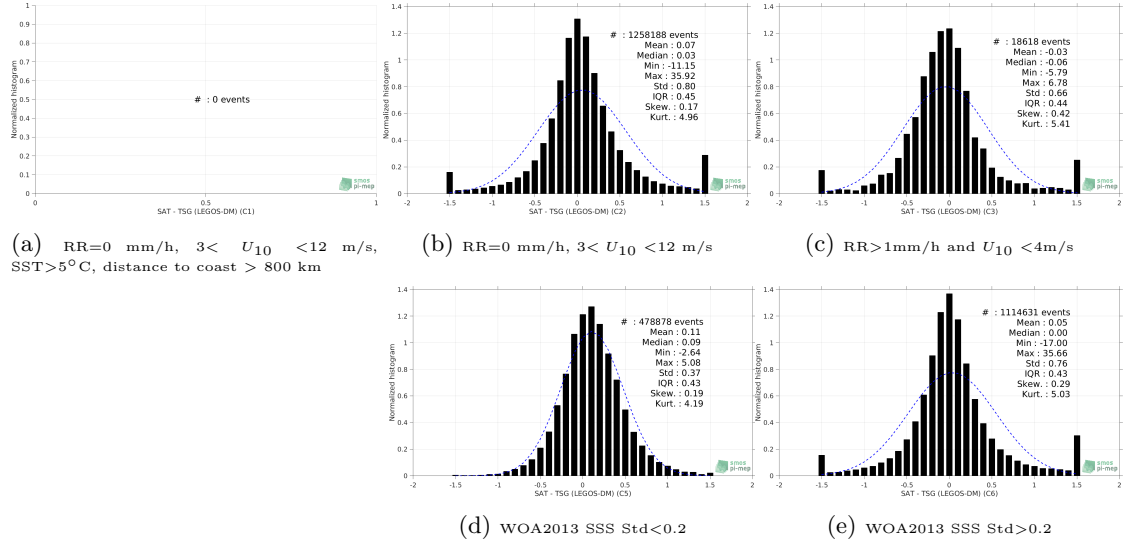 1
0.9
0.8
0.7
0.6
0.5
0.4
0.3
0.2
0.1
0
Normalized histogram
# : 0 events
0 0.5 1
SAT - TSG (LEGOS-DM) (C1)
smos
pi-mep
(a) RR=0 mm/h, 3< U10 <12 m/s,
SST>5°C, distance to coast > 800 km
1.4
1.2
1
0.8
0.6
0.4
0.2
0
Normalized histogram
# : 1258188 events
Mean : 0.07
Median : 0.03
Min : -11.15
Max : 35.92
Std : 0.80
IQR : 0.45
Skew. : 0.17
Kurt. : 4.96
-2 -1.5 -1 -0.5 0 0.5 1 1.5 2
SAT - TSG (LEGOS-DM) (C2)
smos
pi-mep
(b) RR=0 mm/h, 3< U10 <12 m/s
1.4
1.2
1
0.8
0.6
0.4
0.2
0
Normalized histogram
# : 18618 events
Mean : -0.03
Median : -0.06
Min : -5.79
Max : 6.78
Std : 0.66
IQR : 0.44
Skew. : 0.42
Kurt. : 5.41
-2 -1.5 -1 -0.5 0 0.5 1 1.5 2
SAT - TSG (LEGOS-DM) (C3)
smos
pi-mep
(c) RR>1mm/h and U10 <4m/s
1.4
1.2
1
0.8
0.6
0.4
0.2
0
Normalized histogram
# : 478878 events
Mean : 0.11
Median : 0.09
Min : -2.64
Max : 5.08
Std : 0.37
IQR : 0.43
Skew. : 0.19
Kurt. : 4.19
-2 -1.5 -1 -0.5 0 0.5 1 1.5 2
SAT - TSG (LEGOS-DM) (C5)
smos
pi-mep
(d) WOA2013 SSS Std<0.2
1.4
1.2
1
0.8
0.6
0.4
0.2
0
Normalized histogram
# : 1114631 events
Mean : 0.05
Median : 0.00
Min : -17.00
Max : 35.66
Std : 0.76
IQR : 0.43
Skew. : 0.29
Kurt. : 5.03
-2 -1.5 -1 -0.5 0 0.5 1 1.5 2
SAT - TSG (LEGOS-DM) (C6)
smos
pi-mep
(e) WOA2013 SSS Std>0.2